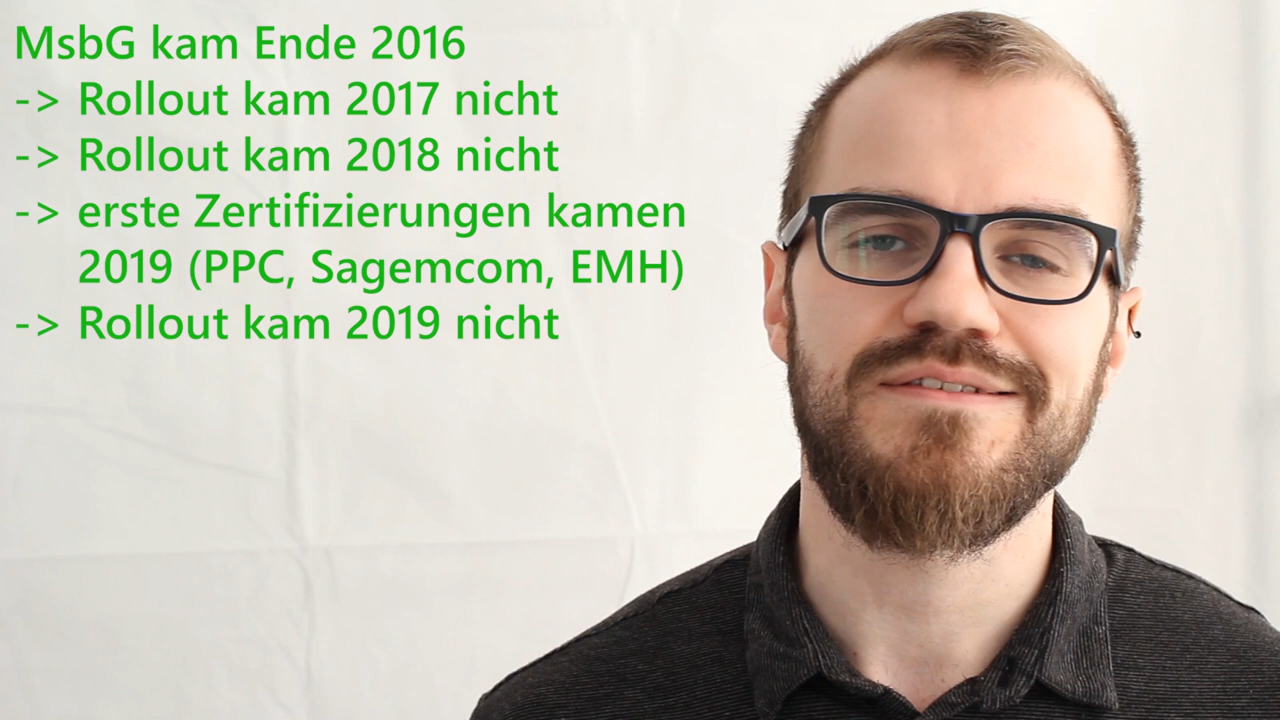 MsbG kam Ende 2016
-> Rollout kam 2017 nicht
-> Rollout kam 2018 nicht
-> erste Zertifizierungen kamen
2019 (PPC, Sagemcom, EMH)
-> Rollout kam 2019 nicht